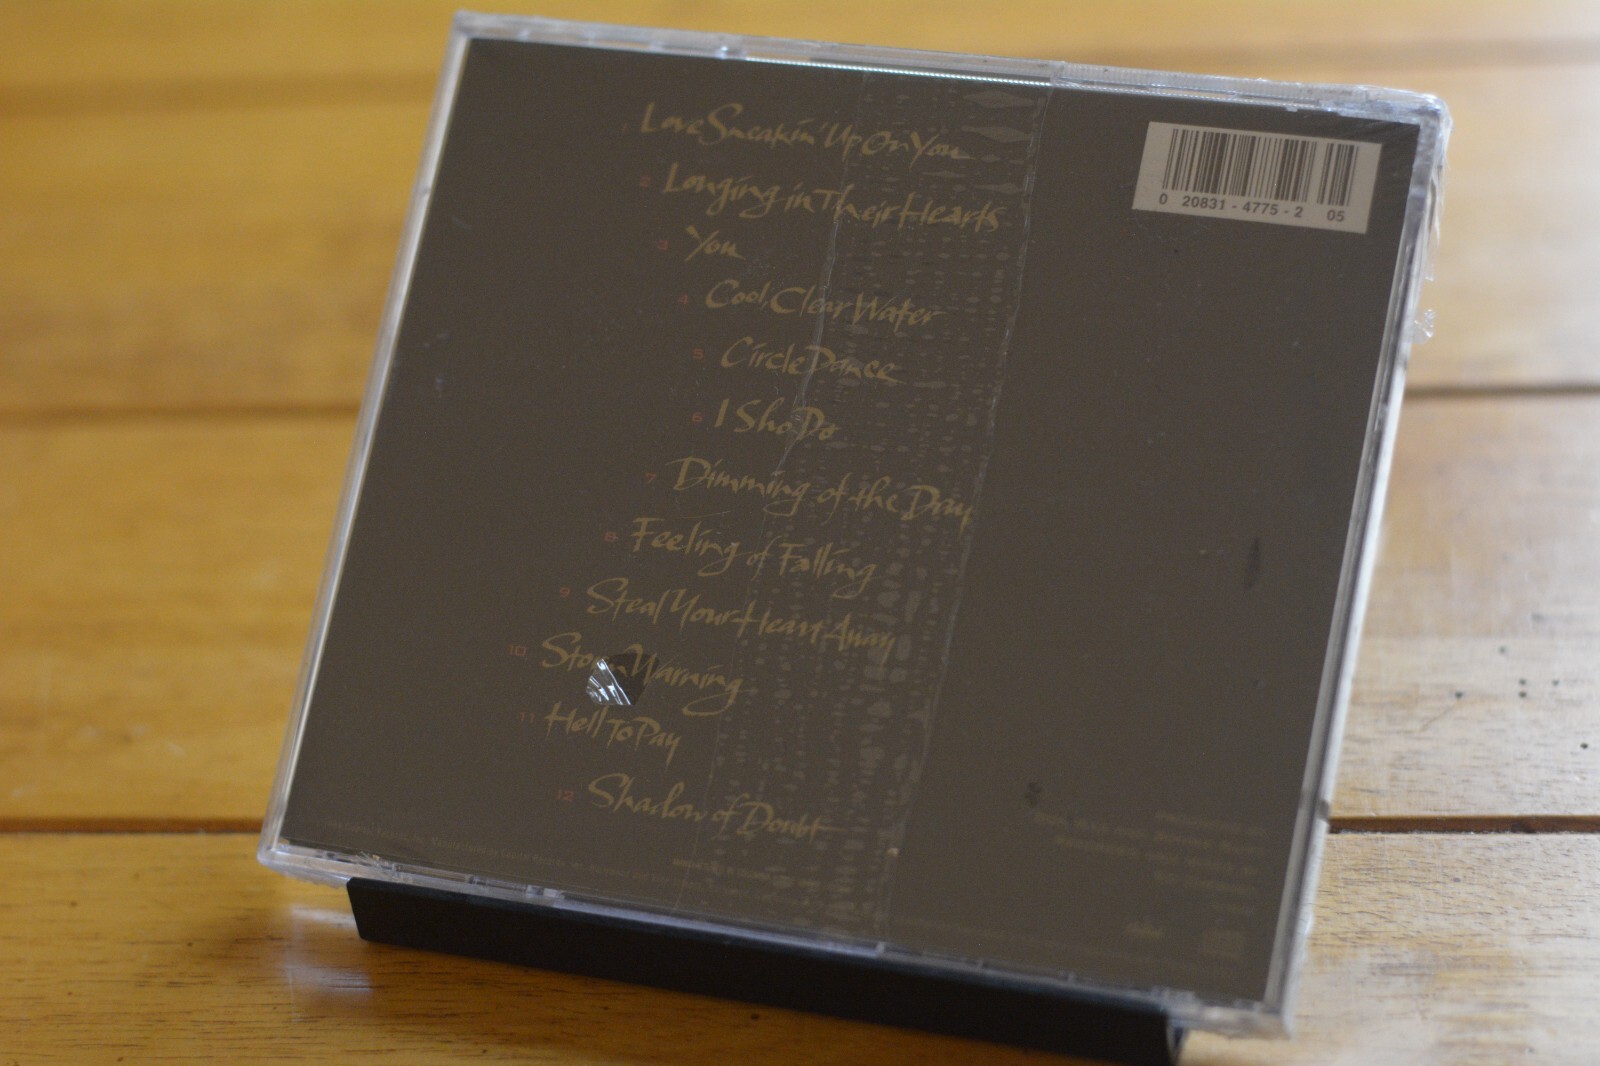 1 Love Sneakin' Up On You
2 Longing in Their Hearts
3 You
4 Cool, Clear Water
5 Circle Dance
6 I Sho Do
7 Dimming of the Day
8 Feeling of Falling
9 Steal Your Heart Away
10 Storm Warning
11 Hell To Pay
12 Shadow of Doubt
0 20831 - 4775 - 2 05